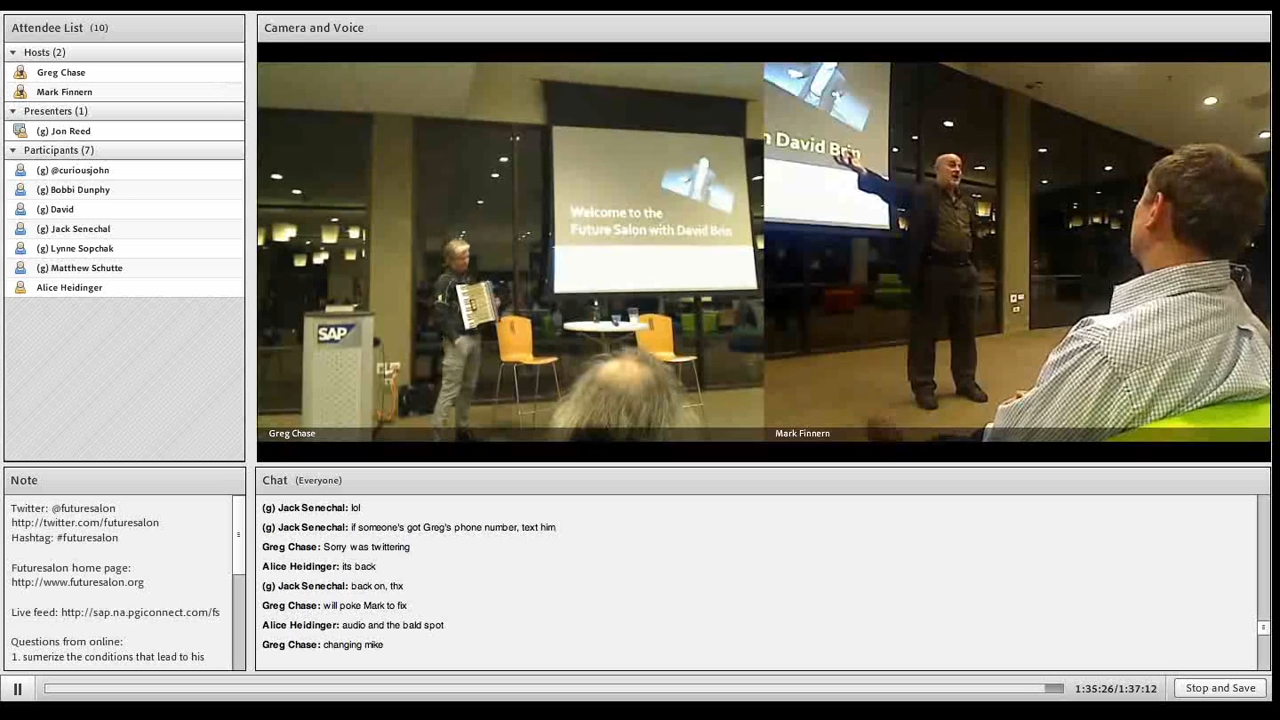 Attendee List (10)
Hosts (2)
Greg Chase
Mark Finnern
Presenters (1)
(g) Jon Reed
Participants (7)
(g) @curiousjohn
(g) Bobbi Dunphy
(g) David
(g) Jack Senechal
(g) Lynne Sopchak
(g) Matthew Schutte
Alice Heidinger
Camera and Voice
SAP
Welcome to the
Future Salon with David Brin
Greg Chase
n David Brin
Mark Finnern
Note
Twitter: @futuresalon
http://twitter.com/futuresalon
Hashtag: #futuresalon
Futuresalon home page:
http://www.futuresalon.org
Live feed: http://sap.na.pgiconnect.com/fs
Questions from online:
1. sumerize the conditions that lead to his
Chat (Everyone)
(g) Jack Senechal: lol
(g) Jack Senechal: if someone's got Greg's phone number, text him
Greg Chase: Sorry was twittering
Alice Heidinger: its back
(g) Jack Senechal: back on, thx
Greg Chase: will poke Mark to fix
Alice Heidinger: audio and the bald spot
Greg Chase: changing mike
1:35:26/1:37:12
Stop and Save